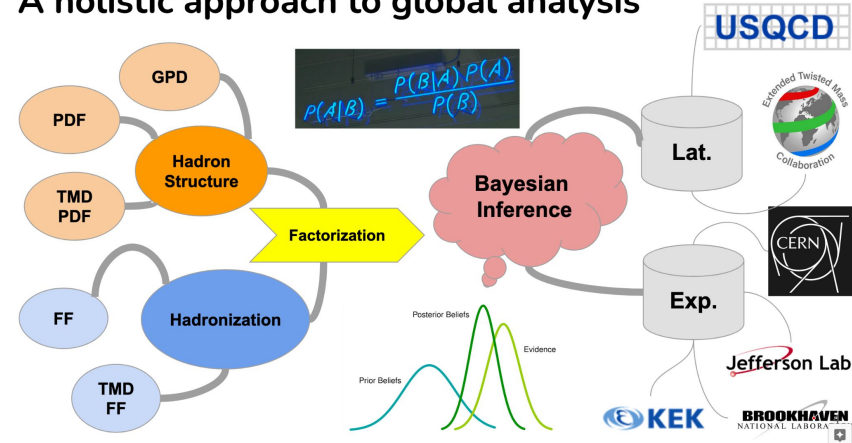 A holistic approach to global analysis
USQCD
GPD
P(A|B) = P(B|A) P(A)
P(B)
Extended Twisted Mass
Collaboration
PDF
Hadron
Structure
Lat.
Bayesian
Inference
TMD
PDF
Factorization
CERN
Exp.
FF
Hadronization
Posterior Beliefs
Evidence
Prior Beliefs
Jefferson Lab
TMD
FF
KEK
BROOKHAVEN
NATIONAL